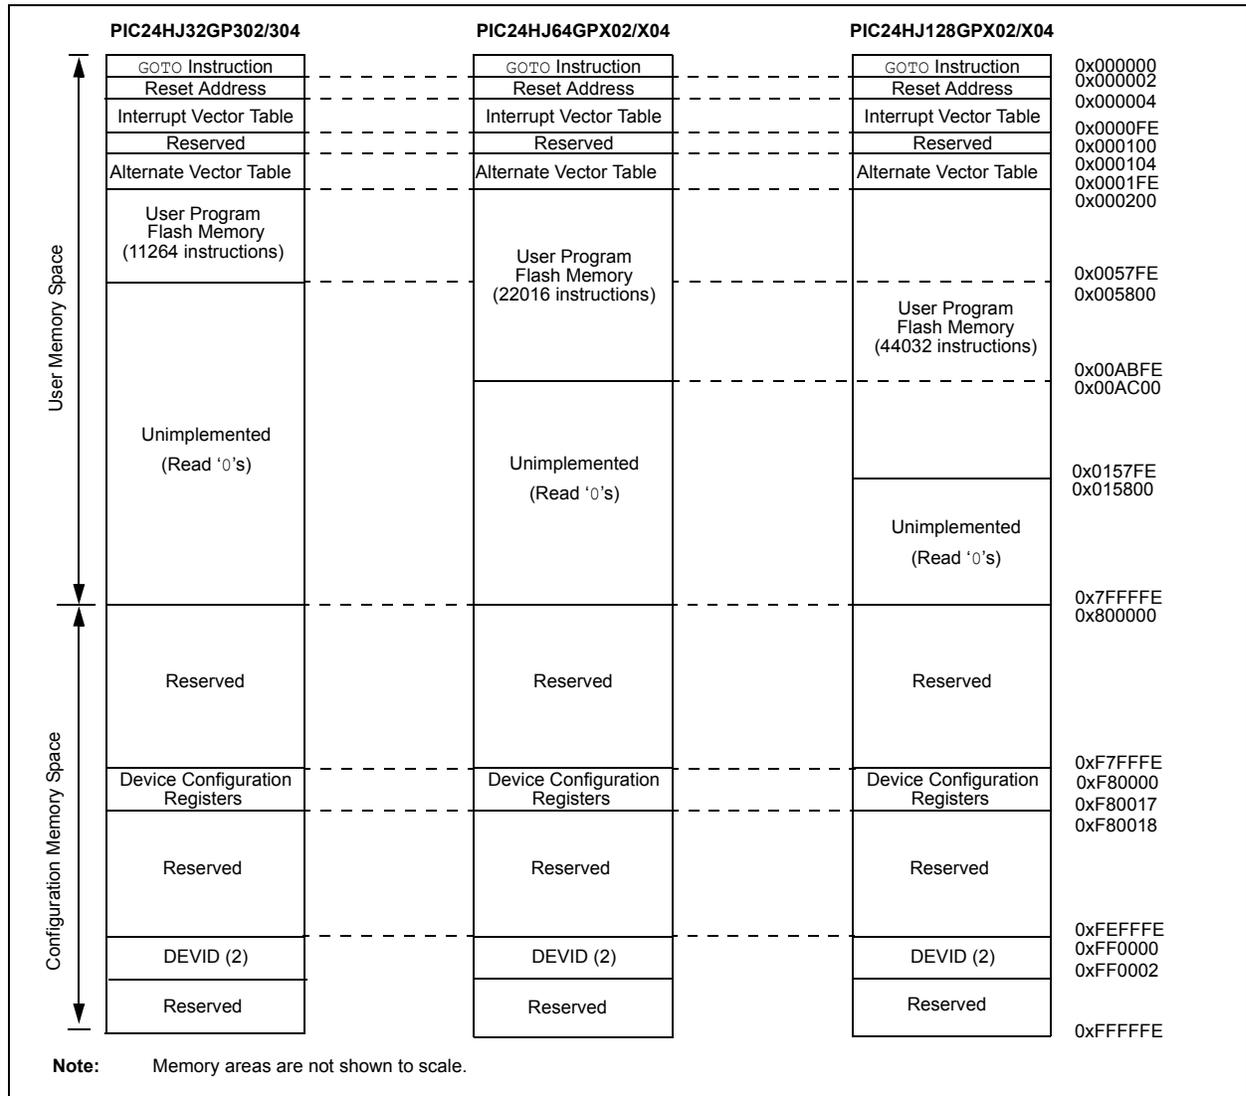 PIC24HJ32GP302/304
GOTO Instruction
Reset Address
Interrupt Vector Table
Reserved
Alternate Vector Table
User Program
Flash Memory
(11264 instructions)
Unimplemented
(Read ‘0’s)
Reserved
Device Configuration
Registers
Reserved
DEVID (2)
Reserved
PIC24HJ64GPX02/X04
GOTO Instruction
Reset Address
Interrupt Vector Table
Reserved
Alternate Vector Table
User Program
Flash Memory
(22016 instructions)
Unimplemented
(Read ‘0’s)
Reserved
Device Configuration
Registers
Reserved
DEVID (2)
Reserved
PIC24HJ128GPX02/X04
GOTO Instruction
Reset Address
Interrupt Vector Table
Reserved
Alternate Vector Table
User Program
Flash Memory
(44032 instructions)
Unimplemented
(Read ‘0’s)
Reserved
Device Configuration
Registers
Reserved
DEVID (2)
Reserved
0x000000
0x000002
0x000004
0x0000FE
0x000100
0x000104
0x0001FE
0x000200
0x0057FE
0x005800
0x00ABFE
0x00AC00
0x0157FE
0x015800
0x7FFFFE
0x800000
0xF7FFFE
0xF80000
0xF80017
0xF80018
0xFEFFFE
0xFF0000
0xFF0002
0xFFFFFE
User Memory Space
Configuration Memory Space
Note: Memory areas are not shown to scale.